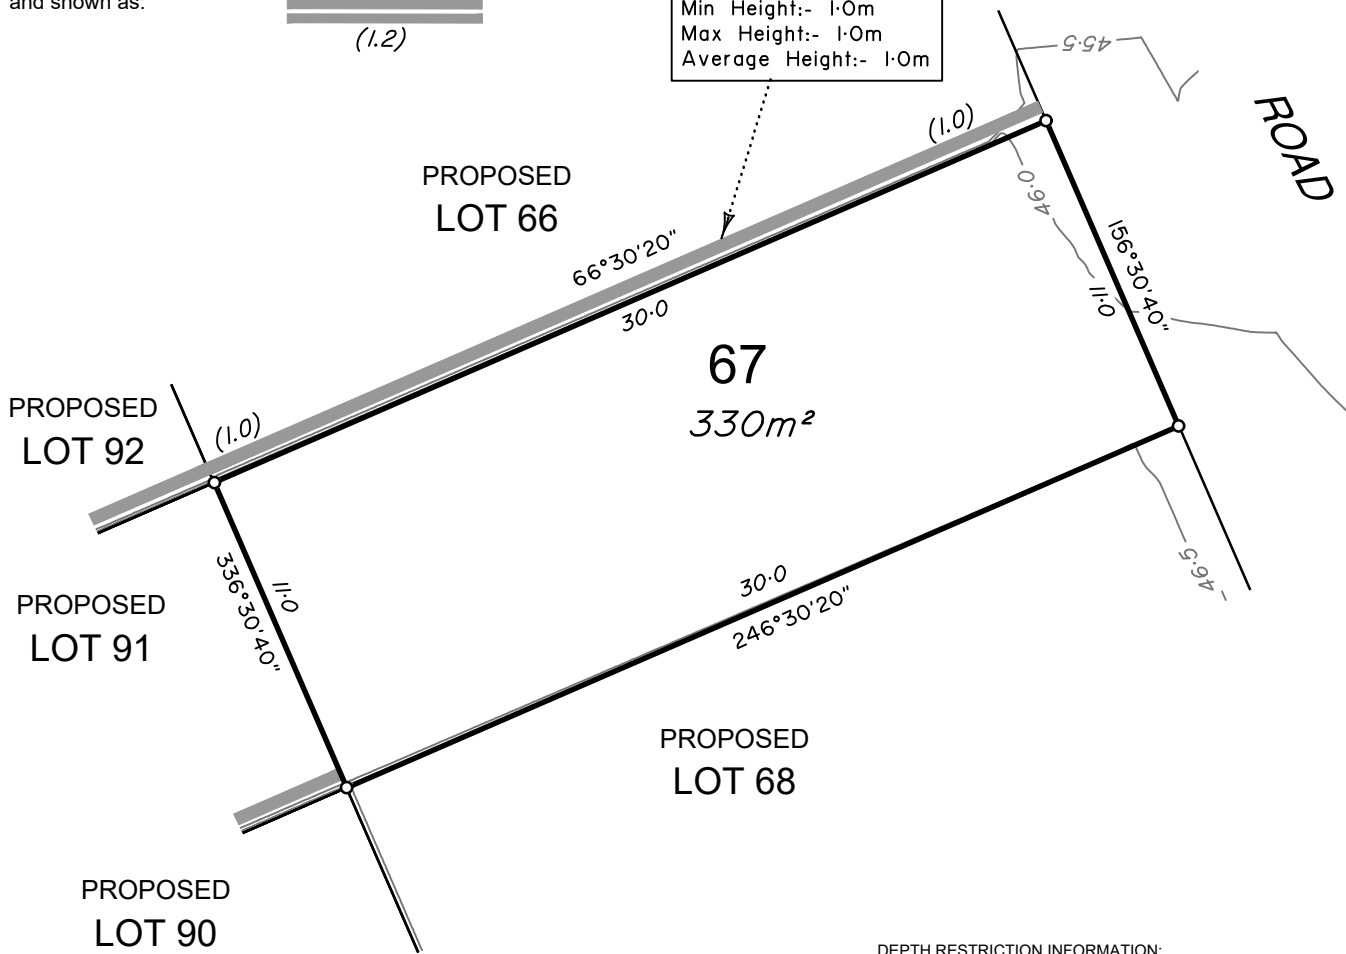 and shown as:
(1.2)
Min Height:- 1·0m
Max Height:- 1·0m
Average Height:- 1·0m
45·5
ROAD
(1.0)
PROPOSED
LOT 66
66°30'20"
30·0
46·0
156°30'40"
11·0
67
330m²
PROPOSED
LOT 92
(1.0)
PROPOSED
LOT 91
336°30'40"
11·0
30·0
246°30'20"
46·5
PROPOSED
LOT 68
PROPOSED
LOT 90
DEPTH RESTRICTION INFORMATION: